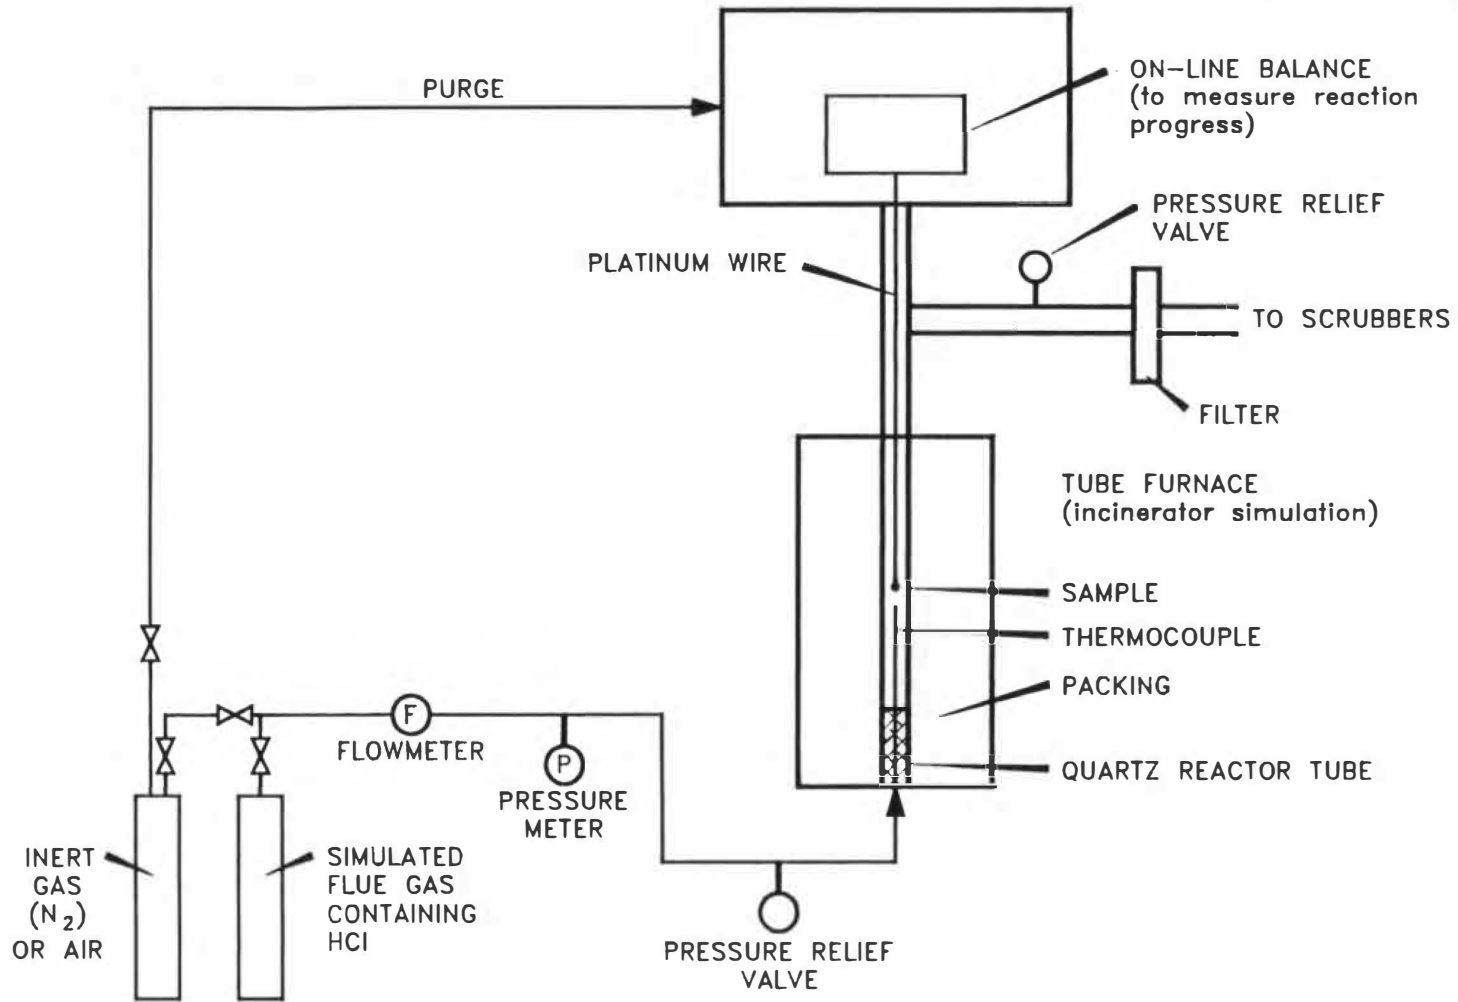 PURGE
ON-LINE BALANCE
(to measure reaction
progress)
PRESSURE RELIEF
VALVE
PLATINUM WIRE
TO SCRUBBERS
FILTER
TUBE FURNACE
(incinerator simulation)
SAMPLE
THERMOCOUPLE
PACKING
QUARTZ REACTOR TUBE
F
FLOWMETER
P
PRESSURE
METER
INERT
GAS
(N₂)
OR AIR
SIMULATED
FLUE GAS
CONTAINING
HCl
PRESSURE RELIEF
VALVE